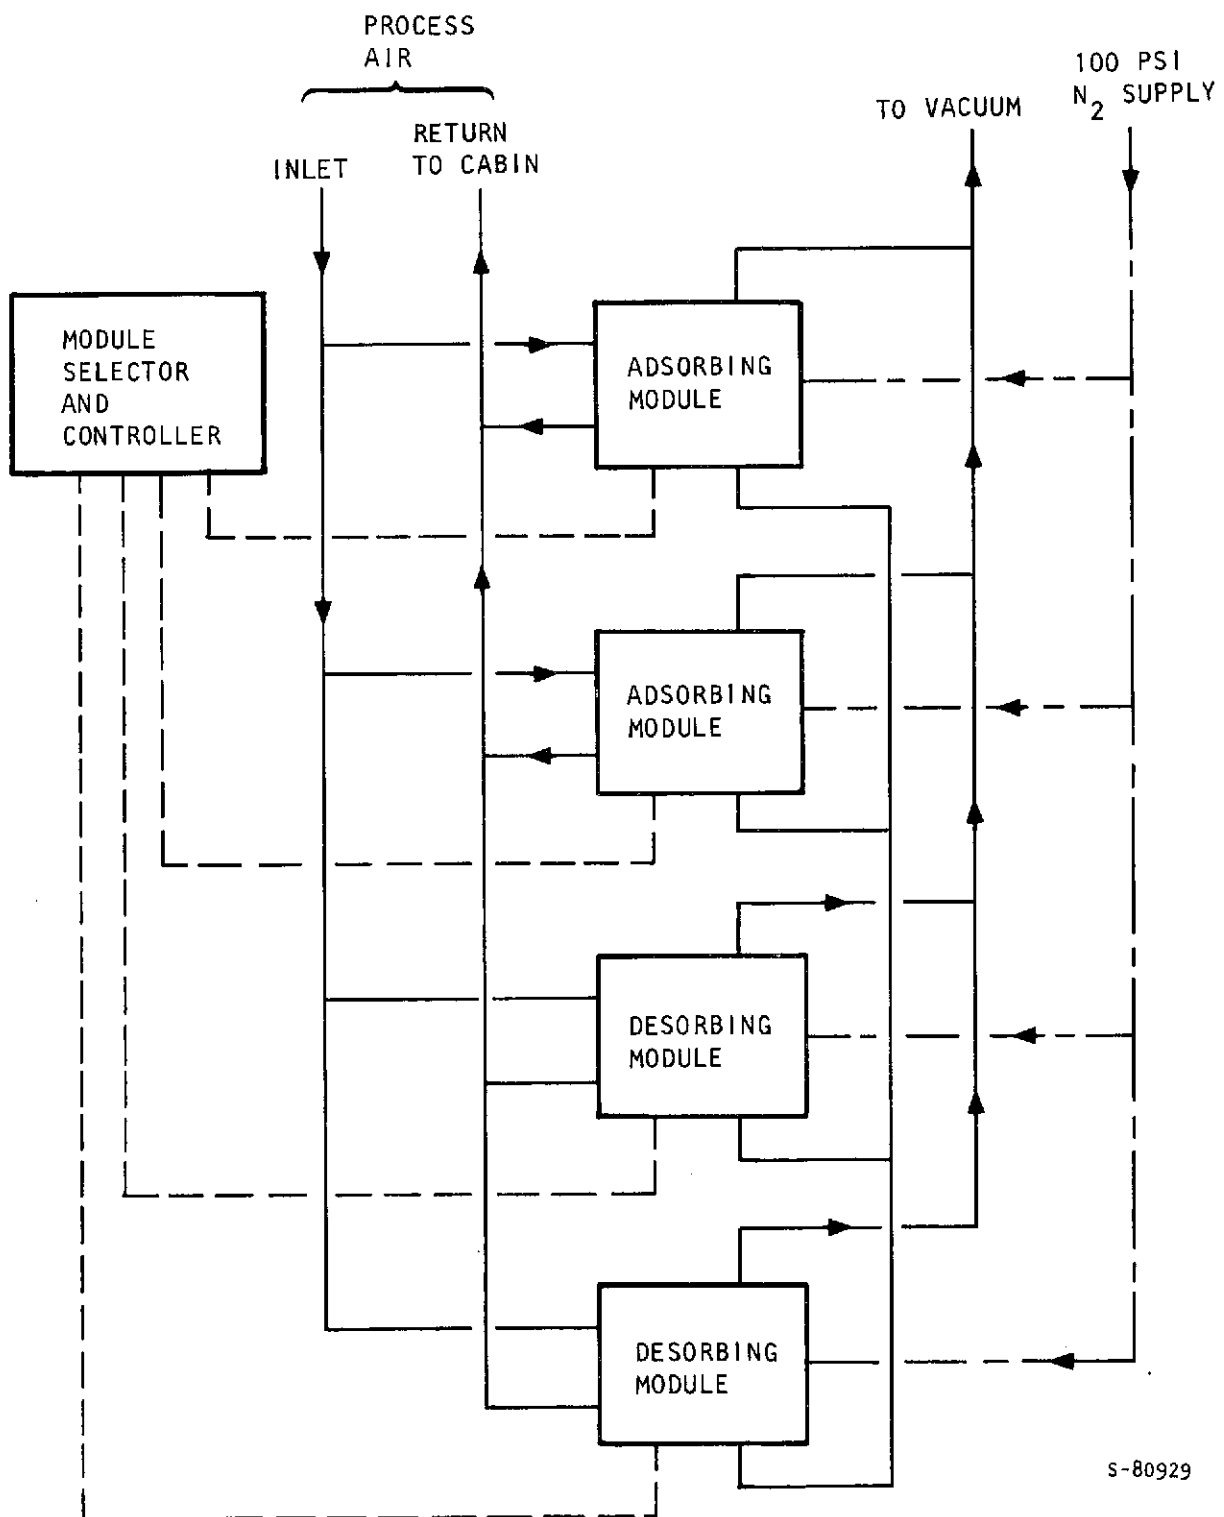 PROCESS
AIR
INLET
RETURN
TO CABIN
TO VACUUM
100 PSI
N2 SUPPLY
MODULE
SELECTOR
AND
CONTROLLER
ADSORBING
MODULE
ADSORBING
MODULE
DESORBING
MODULE
DESORBING
MODULE
S-80929